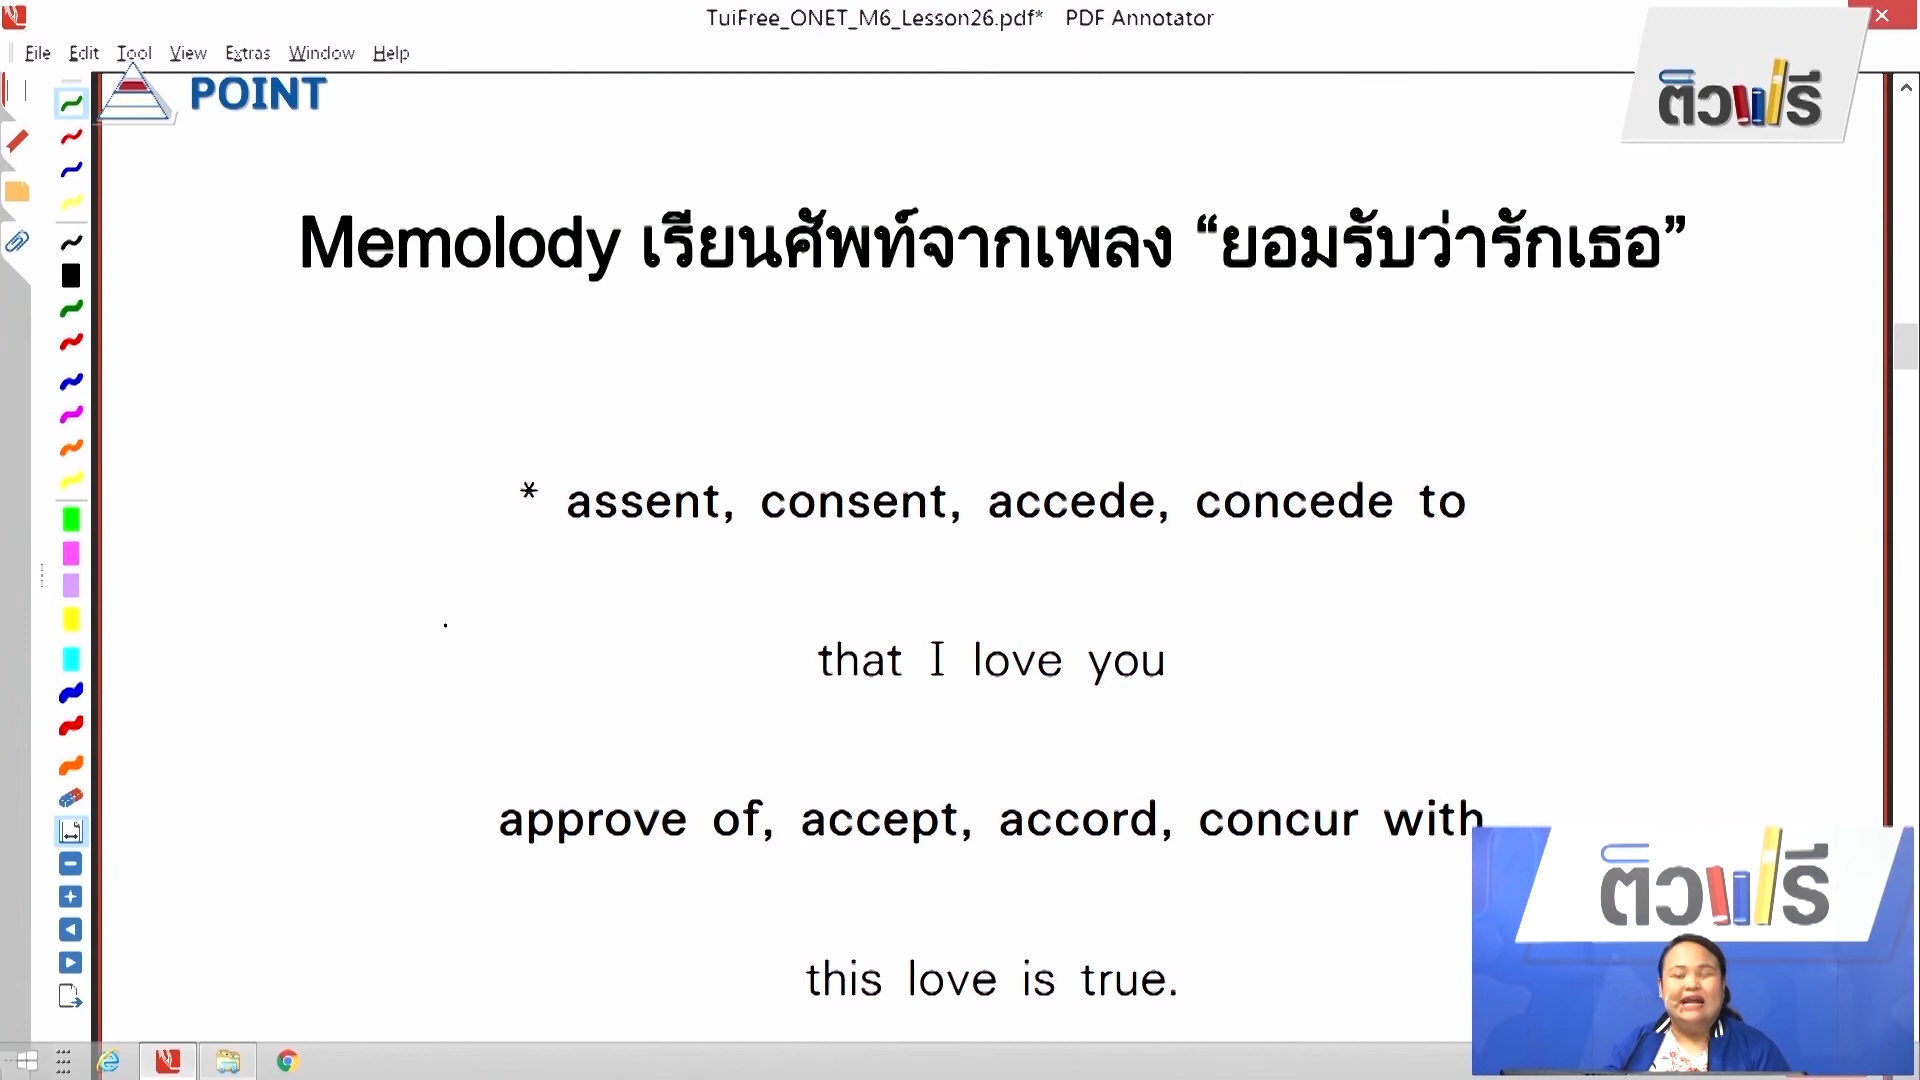 TuiFree_ONET_M6_Lesson26.pdf* PDF Annotator
File Edit Tool View Extras Window Help
POINT
ติวฟรี
Memolody เรียนศัพท์จากเพลง “ยอมรับว่ารักเธอ”
* assent, consent, accede, concede to
that I love you
approve of, accept, accord, concur with
this love is true.
ติวฟรี